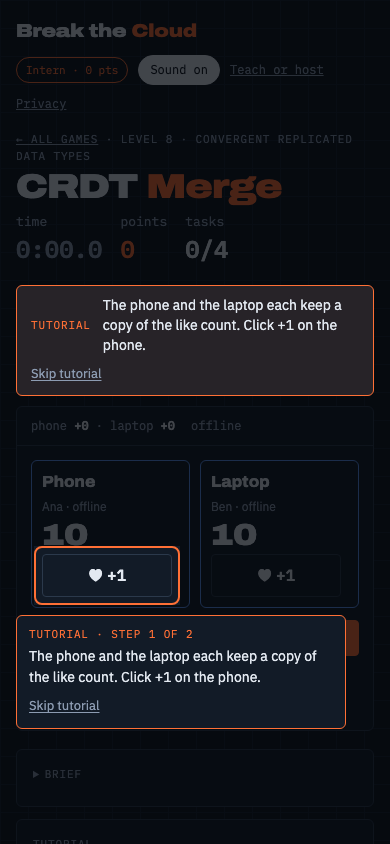 Break the Cloud
Intern · 0 pts
Sound on
Teach or host
Privacy
← ALL GAMES · LEVEL 8 · CONVERGENT REPLICATED
DATA TYPES
CRDT Merge
time
points
tasks
0:00.0
0
0/4
TUTORIAL
The phone and the laptop each keep a
copy of the like count. Click +1 on the
phone.
Skip tutorial
phone +0 · laptop +0 offline
Phone
Ana · offline
10
+1
Laptop
Ben · offline
10
+1
TUTORIAL · STEP 1 OF 2
The phone and the laptop each keep a copy of
the like count. Click +1 on the phone.
Skip tutorial
▶ BRIEF
TUTORIAL